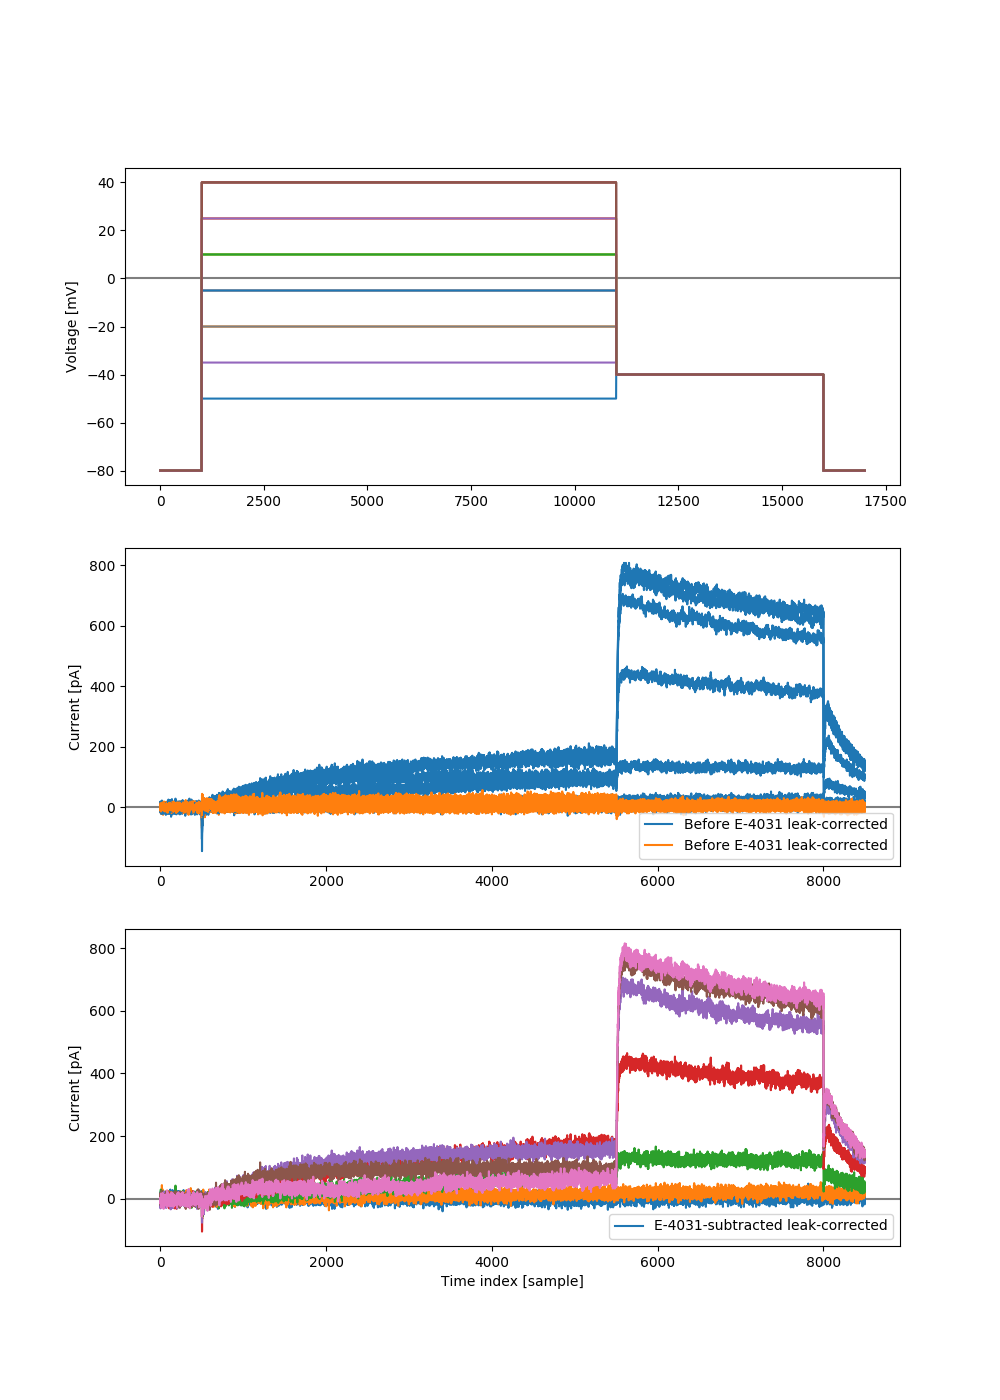 Voltage [mV]
40
20
0
−20
−40
−60
−80
0 2500 5000 7500 10000 12500 15000 17500
Current [pA]
800
600
400
200
0
Before E-4031 leak-corrected
Before E-4031 leak-corrected
0 2000 4000 6000 8000
Current [pA]
800
600
400
200
0
E-4031-subtracted leak-corrected
0 2000 4000 6000 8000
Time index [sample]